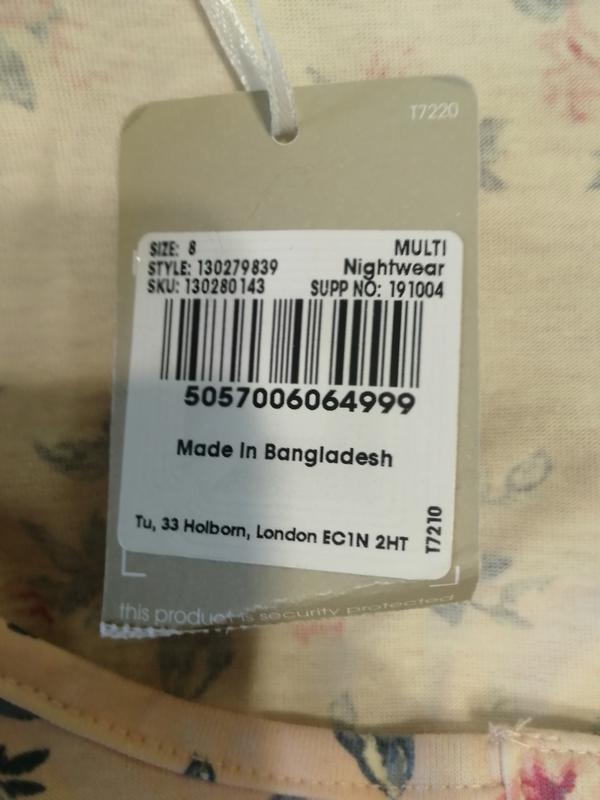 T7220
SIZE: 8 MULTI
STYLE: 130279839 Nightwear
SKU: 130280143 SUPP NO: 191004
5057006064999
Made In Bangladesh
Tu, 33 Holborn, London EC1N 2HT
T7210
this product is security protected